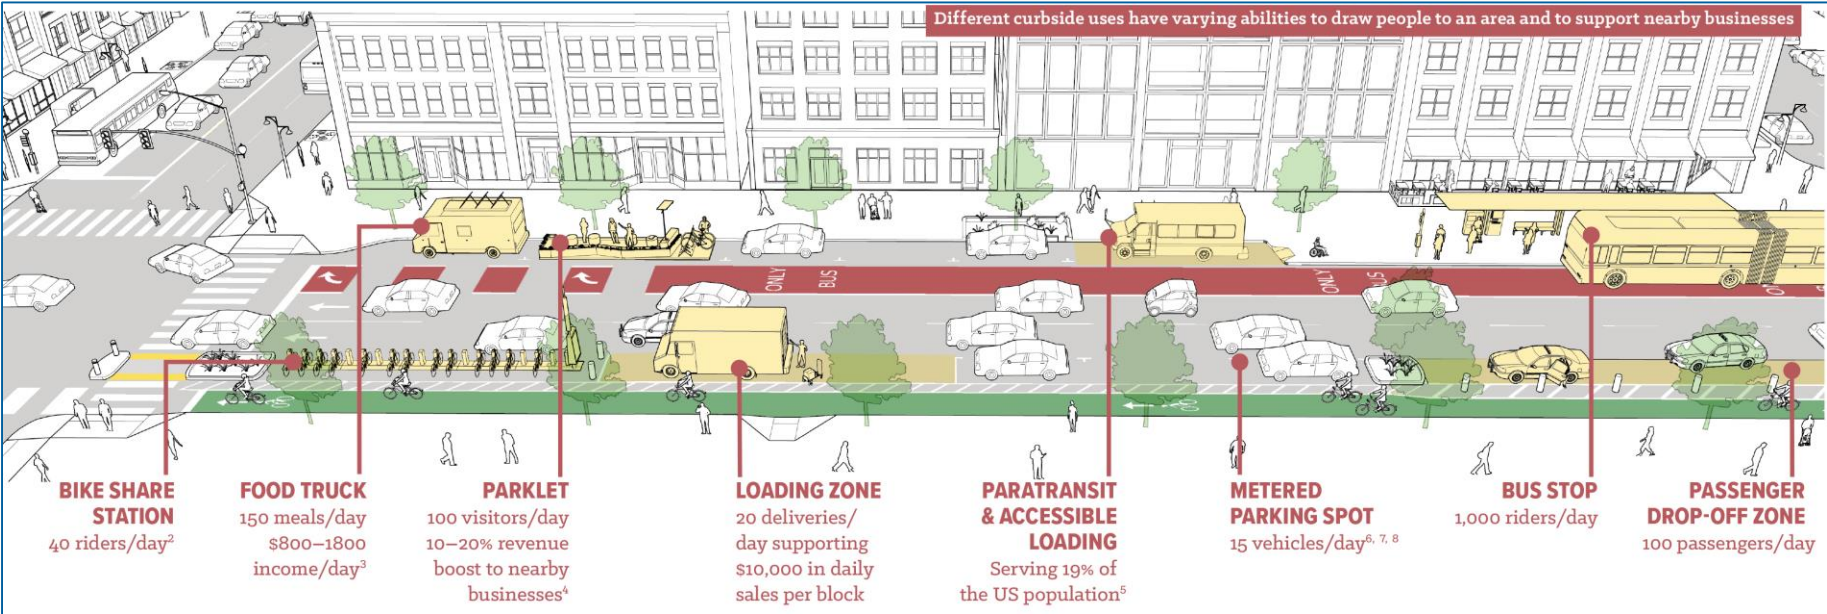 Different curbside uses have varying abilities to draw people to an area and to support nearby businesses
ONLY
BUS
ONLY
BUS
BIKE SHARE
STATION
40 riders/day²
FOOD TRUCK
150 meals/day
$800–1800
income/day³
PARKLET
100 visitors/day
10–20% revenue
boost to nearby
businesses⁴
LOADING ZONE
20 deliveries/
day supporting
$10,000 in daily
sales per block
PARATRANSIT
& ACCESSIBLE
LOADING
Serving 19% of
the US population⁵
METERED
PARKING SPOT
15 vehicles/day⁶, ⁷, ⁸
BUS STOP
1,000 riders/day
PASSENGER
DROP-OFF ZONE
100 passengers/day